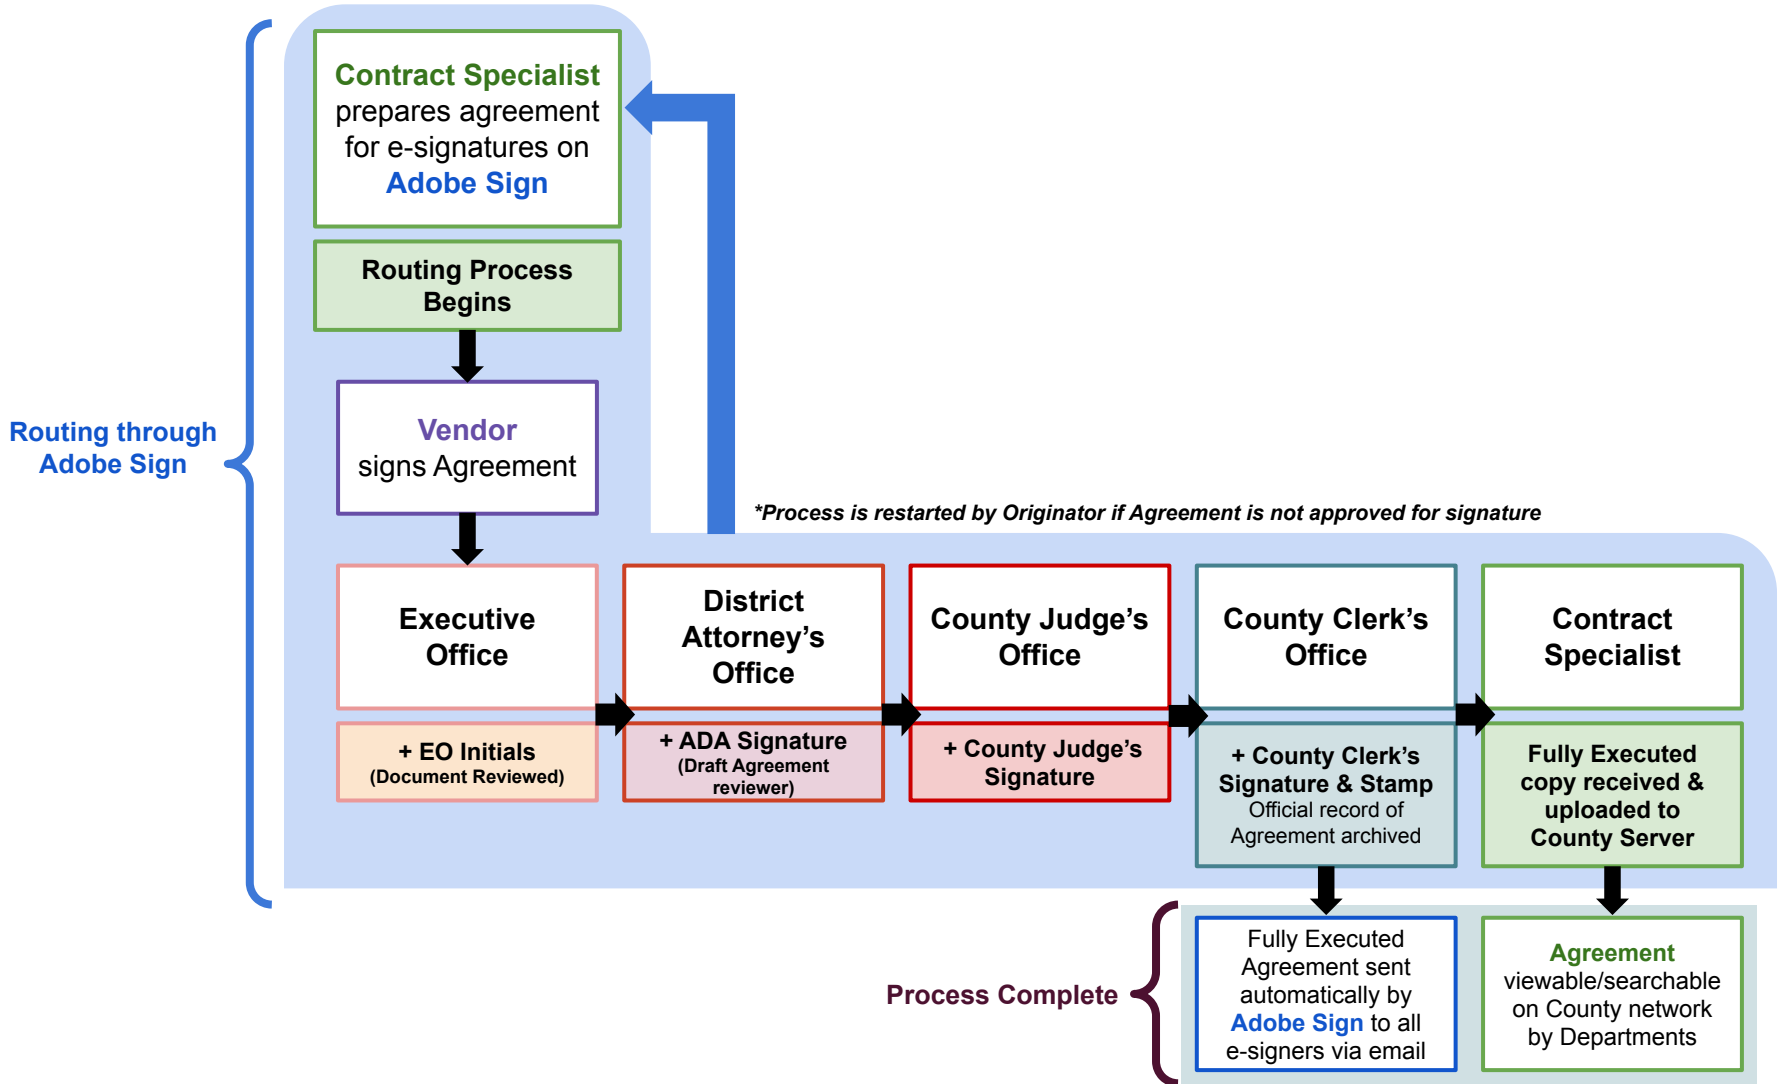 Contract Specialist
prepares agreement
for e-signatures on
Adobe Sign
Routing Process
Begins
Vendor
signs Agreement
Routing through
Adobe Sign
*Process is restarted by Originator if Agreement is not approved for signature
Executive
Office
+ EO Initials
(Document Reviewed)
District
Attorney’s
Office
+ ADA Signature
(Draft Agreement
reviewer)
County Judge’s
Office
+ County Judge’s
Signature
County Clerk’s
Office
+ County Clerk’s
Signature & Stamp
Official record of
Agreement archived
Contract
Specialist
Fully Executed
copy received &
uploaded to
County Server
Process Complete
Fully Executed
Agreement sent
automatically by
Adobe Sign to all
e-signers via email
Agreement
viewable/searchable
on County network
by Departments